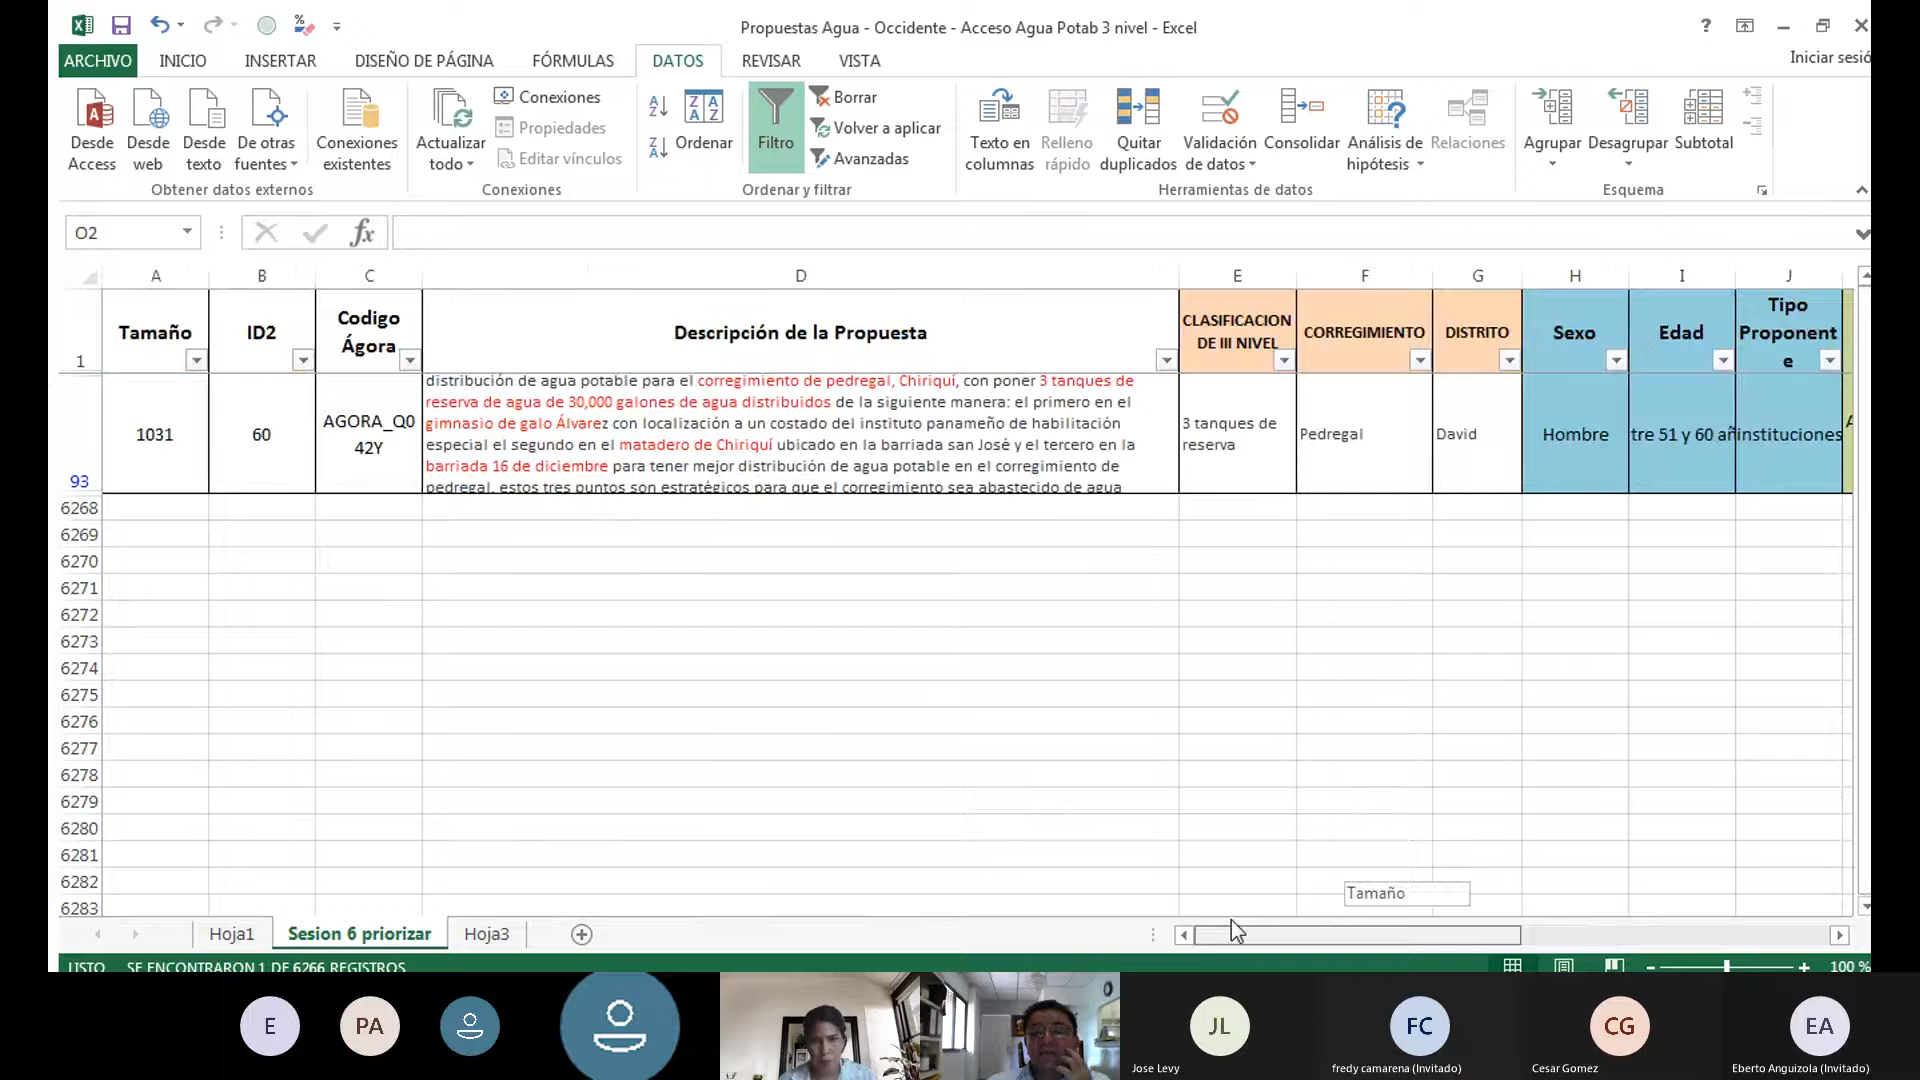 Propuestas Agua - Occidente - Acceso Agua Potab 3 nivel - Excel
?
ARCHIVO INICIO INSERTAR DISEÑO DE PÁGINA FÓRMULAS DATOS REVISAR VISTA
Iniciar sesió
Desde Access
Desde web
Desde texto
De otras fuentes
Conexiones existentes
Obtener datos externos
Actualizar todo
Conexiones
Propiedades
Editar vínculos
Conexiones
Ordenar
Filtro
Borrar
Volver a aplicar
Avanzadas
Ordenar y filtrar
Texto en columnas
Relleno rápido
Quitar duplicados
Validación de datos
Consolidar
Análisis de hipótesis
Relaciones
Herramientas de datos
Agrupar
Desagrupar
Subtotal
Esquema
O2
fx
A B C D E F G H I J
1
Tamaño
ID2
Codigo
Ágora
Descripción de la Propuesta
CLASIFICACION
DE III NIVEL
CORREGIMIENTO
DISTRITO
Sexo
Edad
Tipo
Proponent
e
93
1031
60
AGORA_Q0
42Y
distribución de agua potable para el corregimiento de pedregal, Chiriquí, con poner 3 tanques de
reserva de agua de 30,000 galones de agua distribuidos de la siguiente manera: el primero en el
gimnasio de galo Álvarez con localización a un costado del instituto panameño de habilitación
especial el segundo en el matadero de Chiriquí ubicado en la barriada san José y el tercero en la
barriada 16 de diciembre para tener mejor distribución de agua potable en el corregimiento de
pedregal, estos tres puntos son estratégicos para que el corregimiento sea abastecido de agua
3 tanques de
reserva
Pedregal
David
Hombre
tre 51 y 60 añ
instituciones
A
6268
6269
6270
6271
6272
6273
6274
6275
6276
6277
6278
6279
6280
6281
6282
6283
Tamaño
Hoja1 Sesion 6 priorizar Hoja3
LISTO SE ENCONTRARON 1 DE 6266 REGISTROS
100 %
E
PA
JL
Jose Levy
FC
fredy camarena (Invitado)
CG
Cesar Gomez
EA
Eberto Anguizola (Invitado)